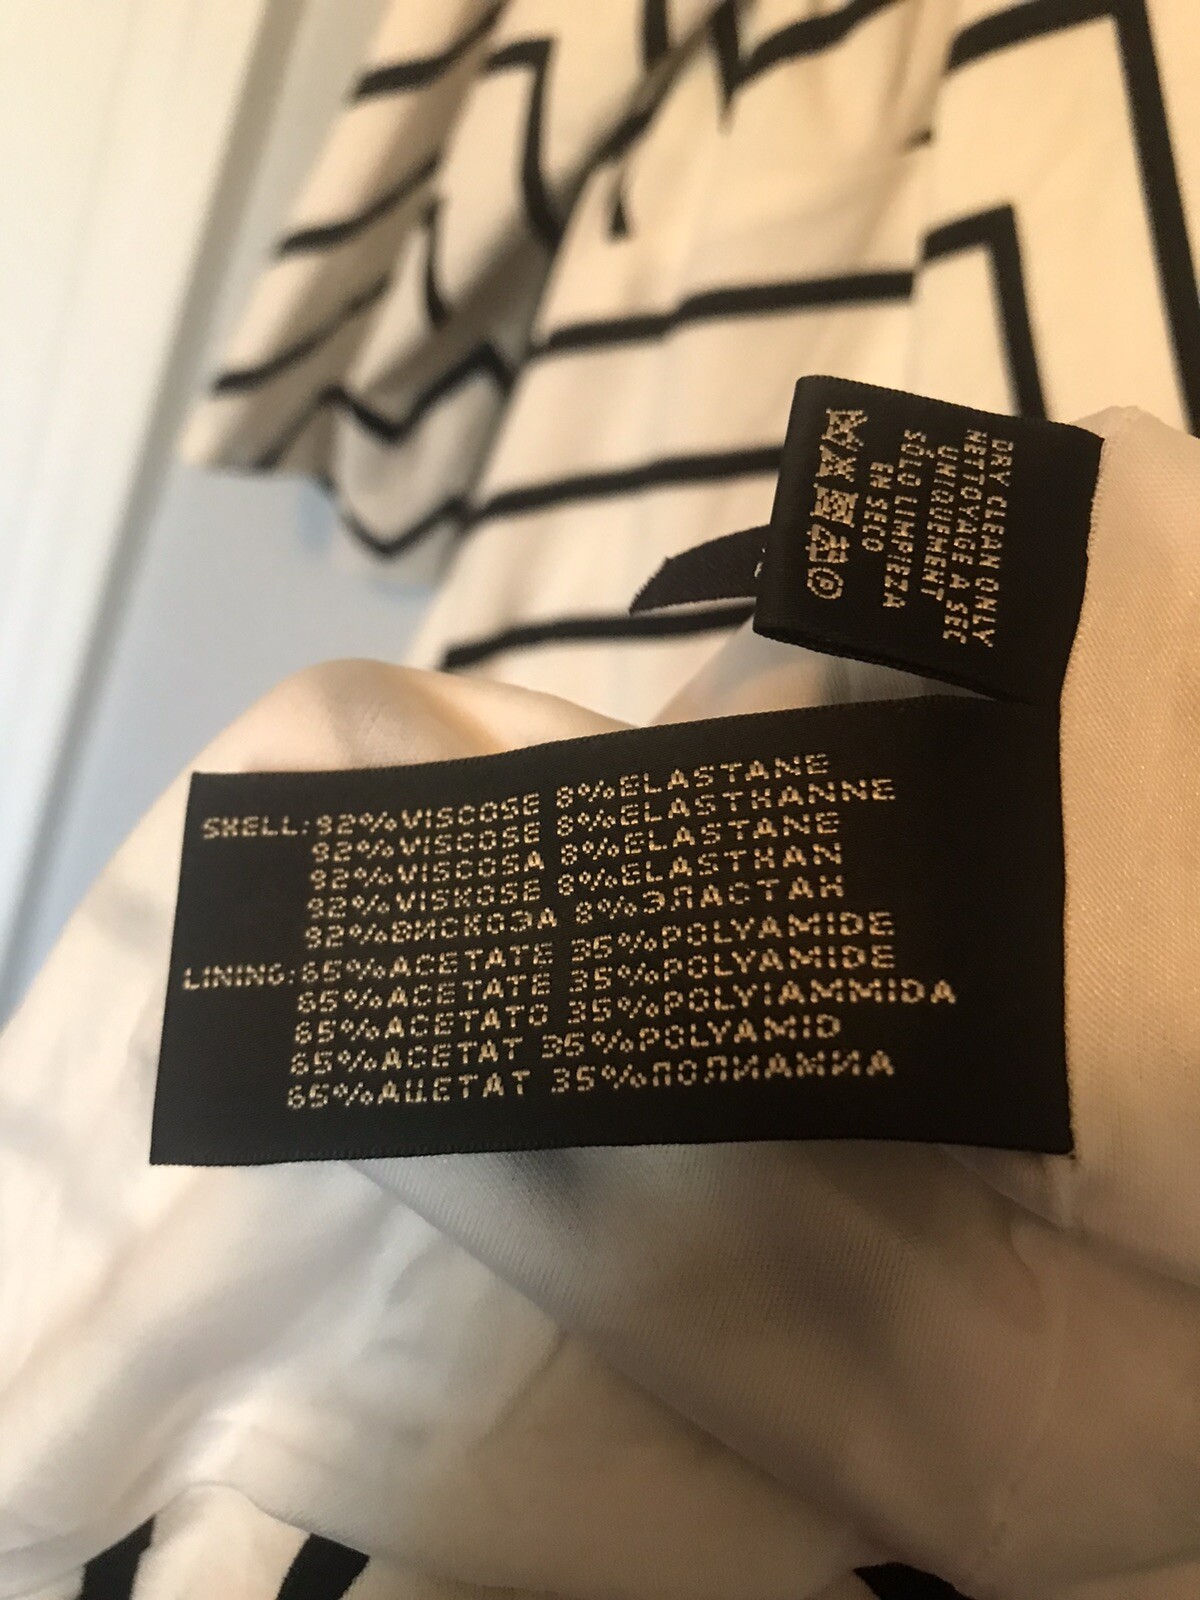 DRY CLEAN ONLY
NETTOYAGE A SEC
UNIQUEMENT
SÓLO LIMPIEZA
EN SECO
SHELL: 92%VISCOSE 8%ELASTANE
92%VISCOSE 8%ELASTHANNE
92%VISCOSA 8%ELASTANE
92%VISKOSE 8%ELASTHAN
92%ВИСКОЗА 8%ЭЛАСТАН
LINING: 65%ACETATE 35%POLYAMIDE
65%ACETATE 35%POLYAMIDE
65%ACETATO 35%POLYIAMMIDA
65%ACETAT 35%POLYAMID
65%АЦЕТАТ 35%ПОЛИАМИА